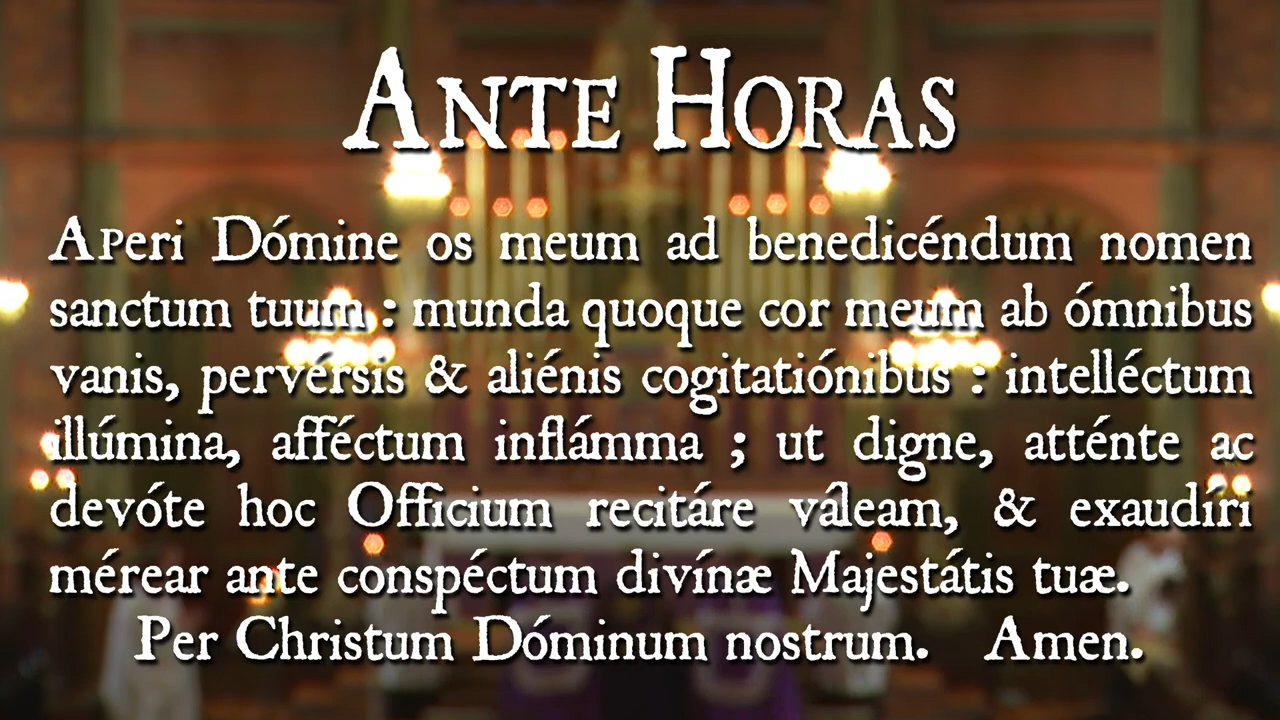 Ante Horas
Aperi Dómine os meum ad benedicéndum nomen
sanctum tuum : munda quoque cor meum ab ómnibus
vanis, pervérsis & aliénis cogitatiónibus : intelléctum
illúmina, afféctum inflámma ; ut digne, atténte ac
devóte hoc Officium recitáre váleam, & exaudíri
mérear ante conspéctum divínæ Majestátis tuæ.
Per Christum Dóminum nostrum. Amen.